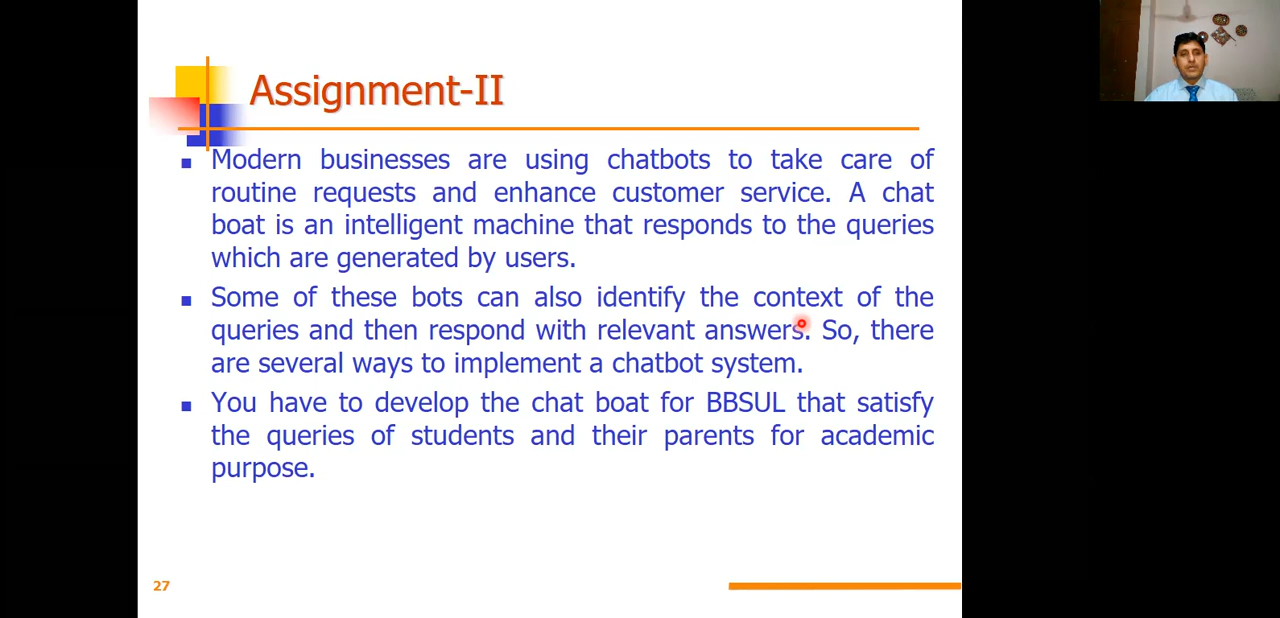 Assignment-II
Modern businesses are using chatbots to take care of
routine requests and enhance customer service. A chat
boat is an intelligent machine that responds to the queries
which are generated by users.
Some of these bots can also identify the context of the
queries and then respond with relevant answers. So, there
are several ways to implement a chatbot system.
You have to develop the chat boat for BBSUL that satisfy
the queries of students and their parents for academic
purpose.
27